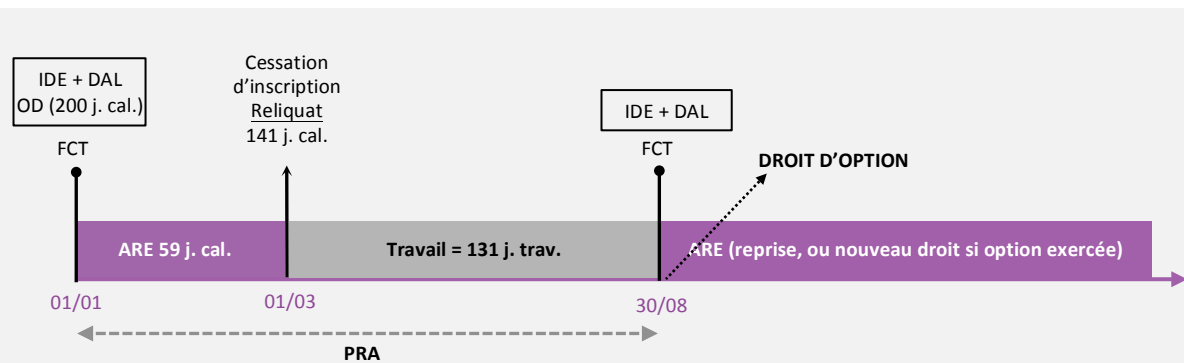 IDE + DAL
OD (200 j. cal.)
FCT
Cessation
d’inscription
Reliquat
141 j. cal.
IDE + DAL
FCT
DROIT D’OPTION
ARE 59 j. cal.
Travail = 131 j. trav.
ARE (reprise, ou nouveau droit si option exercée)
01/01
01/03
30/08
PRA